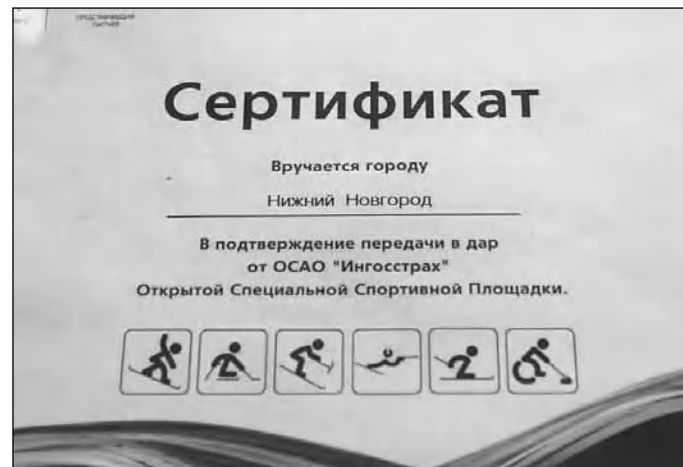 Сертификат
Вручается городу
Нижний Новгород
В подтверждение передачи в дар
от ОСАО "Ингосстрах"
Открытой Специальной Спортивной Площадки.